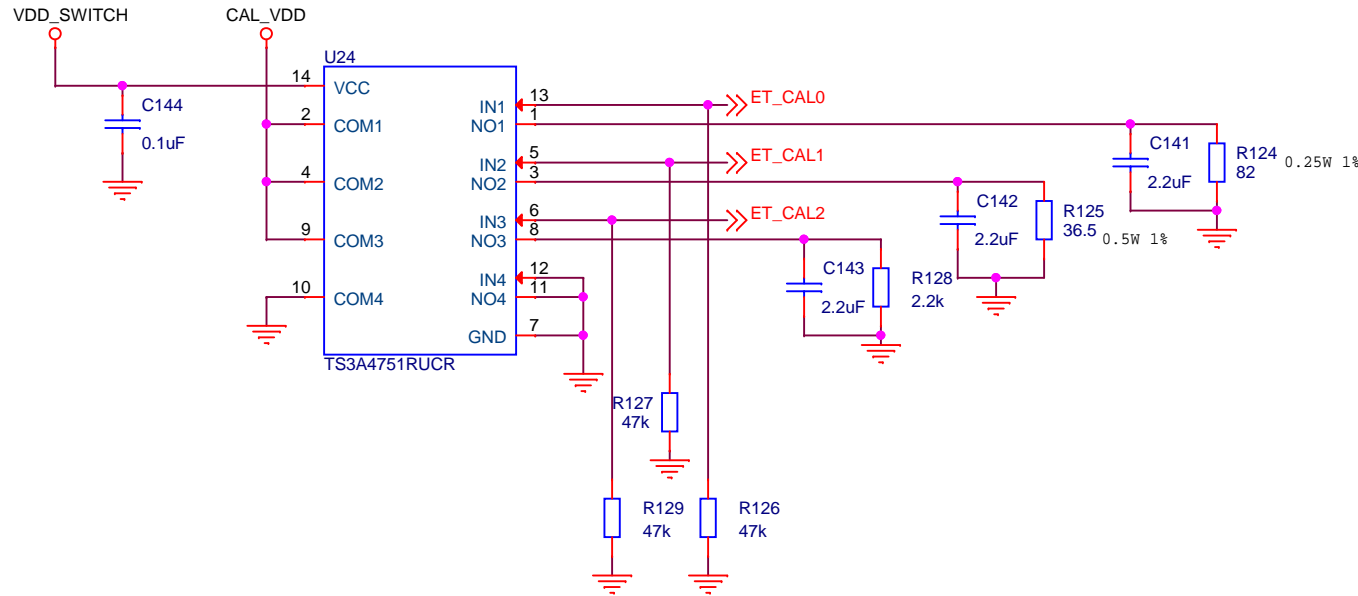 VDD_SWITCH
CAL_VDD
U24
14
VCC
C144
0.1uF
2
COM1
4
COM2
9
COM3
10
COM4
IN1
13
ET_CAL0
NO1
1
IN2
5
ET_CAL1
NO2
3
IN3
6
ET_CAL2
NO3
8
IN4
12
NO4
11
GND
7
TS3A4751RUCR
C141
2.2uF
R124
82
0.25W 1%
C142
2.2uF
R125
36.5
0.5W 1%
C143
2.2uF
R128
2.2k
R127
47k
R129
47k
R126
47k